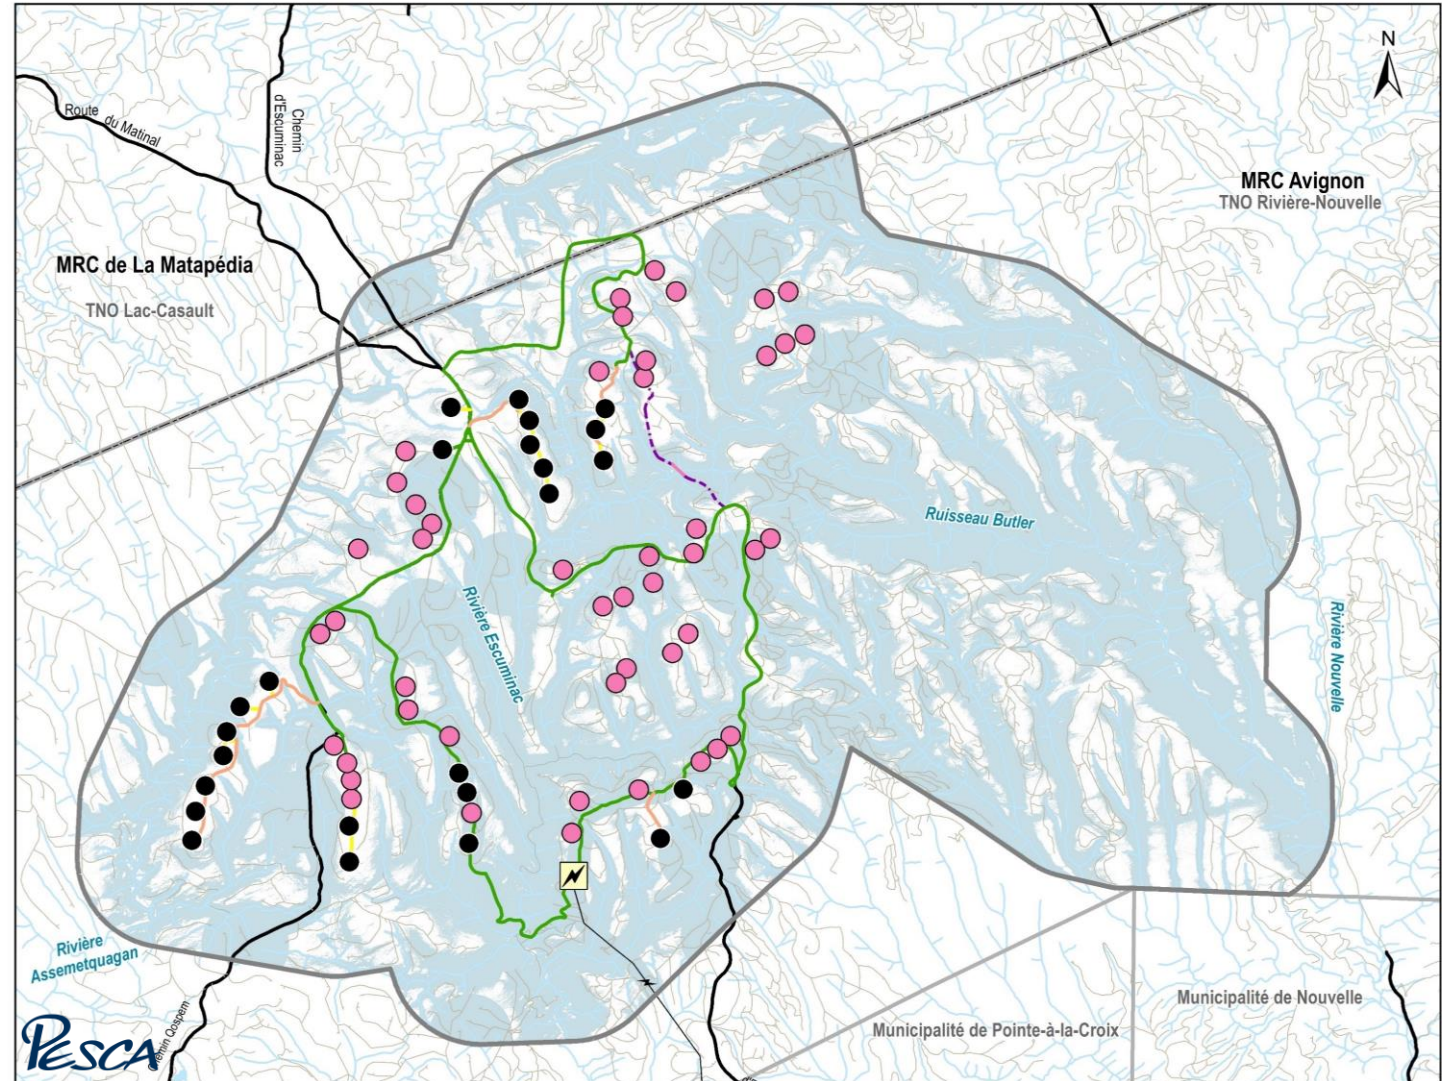 N
Route du Matinal
Chemin
d'Escuminac
MRC Avignon
TNO Rivière-Nouvelle
MRC de La Matapédia
TNO Lac-Casault
Ruisseau Butler
Rivière Escuminac
Rivière Nouvelle
Rivière
Assemetquagan
Municipalité de Nouvelle
Municipalité de Pointe-à-la-Croix
Chemin Qospem
PESCA